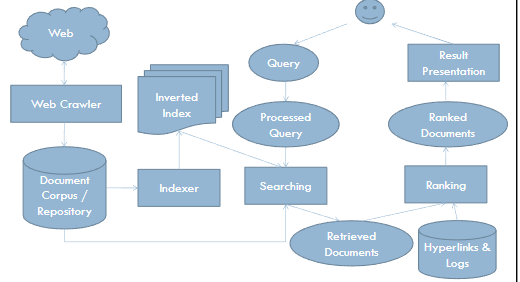 Web
Query
Result
Presentation
Web Crawler
Inverted
Index
Processed
Query
Ranked
Documents
Document
Corpus /
Repository
Indexer
Searching
Ranking
Retrieved
Documents
Hyperlinks &
Logs